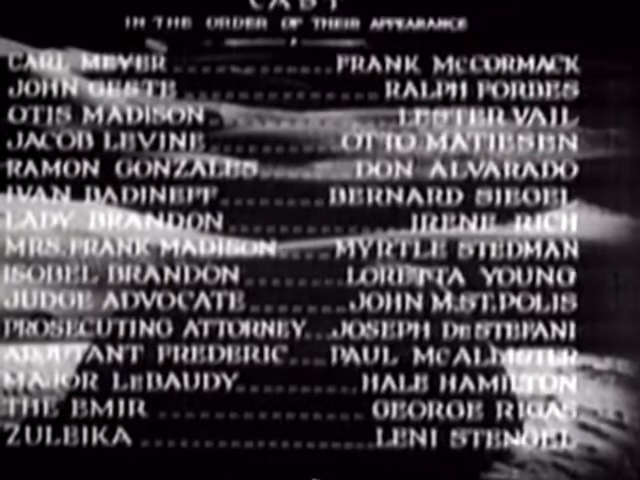 CAST
IN THE ORDER OF THEIR APPEARANCE
CARL MEYER FRANK McCORMACK
JOHN GESTE RALPH FORBES
OTIS MADISON LESTER VAIL
JACOB LEVINE OTTO MATIESEN
RAMON GONZALES DON ALVARADO
IVAN BADINEFF BERNARD SIEGEL
LADY BRANDON IRENE RICH
MRS. FRANK MADISON MYRTLE STEDMAN
ISOBEL BRANDON LORETTA YOUNG
JUDGE ADVOCATE JOHN M. ST. POLIS
PROSECUTING ATTORNEY JOSEPH De STEFANI
ADJUTANT FREDERIC PAUL McALLISTER
MAJOR LeBAUDY HALE HAMILTON
THE EMIR GEORGE RIGAS
ZULEIKA LENI STENGEL